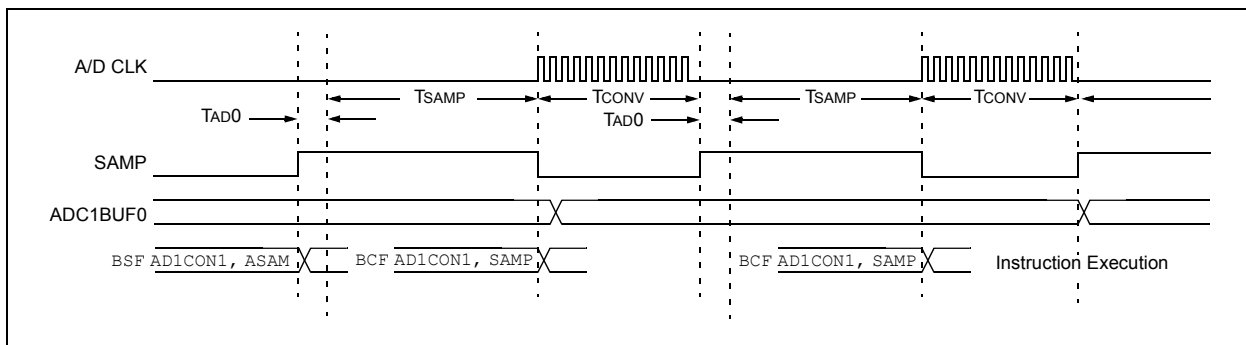 A/D CLK
TSAMP
TCONV
TSAMP
TCONV
TAD0
TAD0
SAMP
ADC1BUF0
BSF AD1CON1, ASAM
BCF AD1CON1, SAMP
BCF AD1CON1, SAMP
Instruction Execution